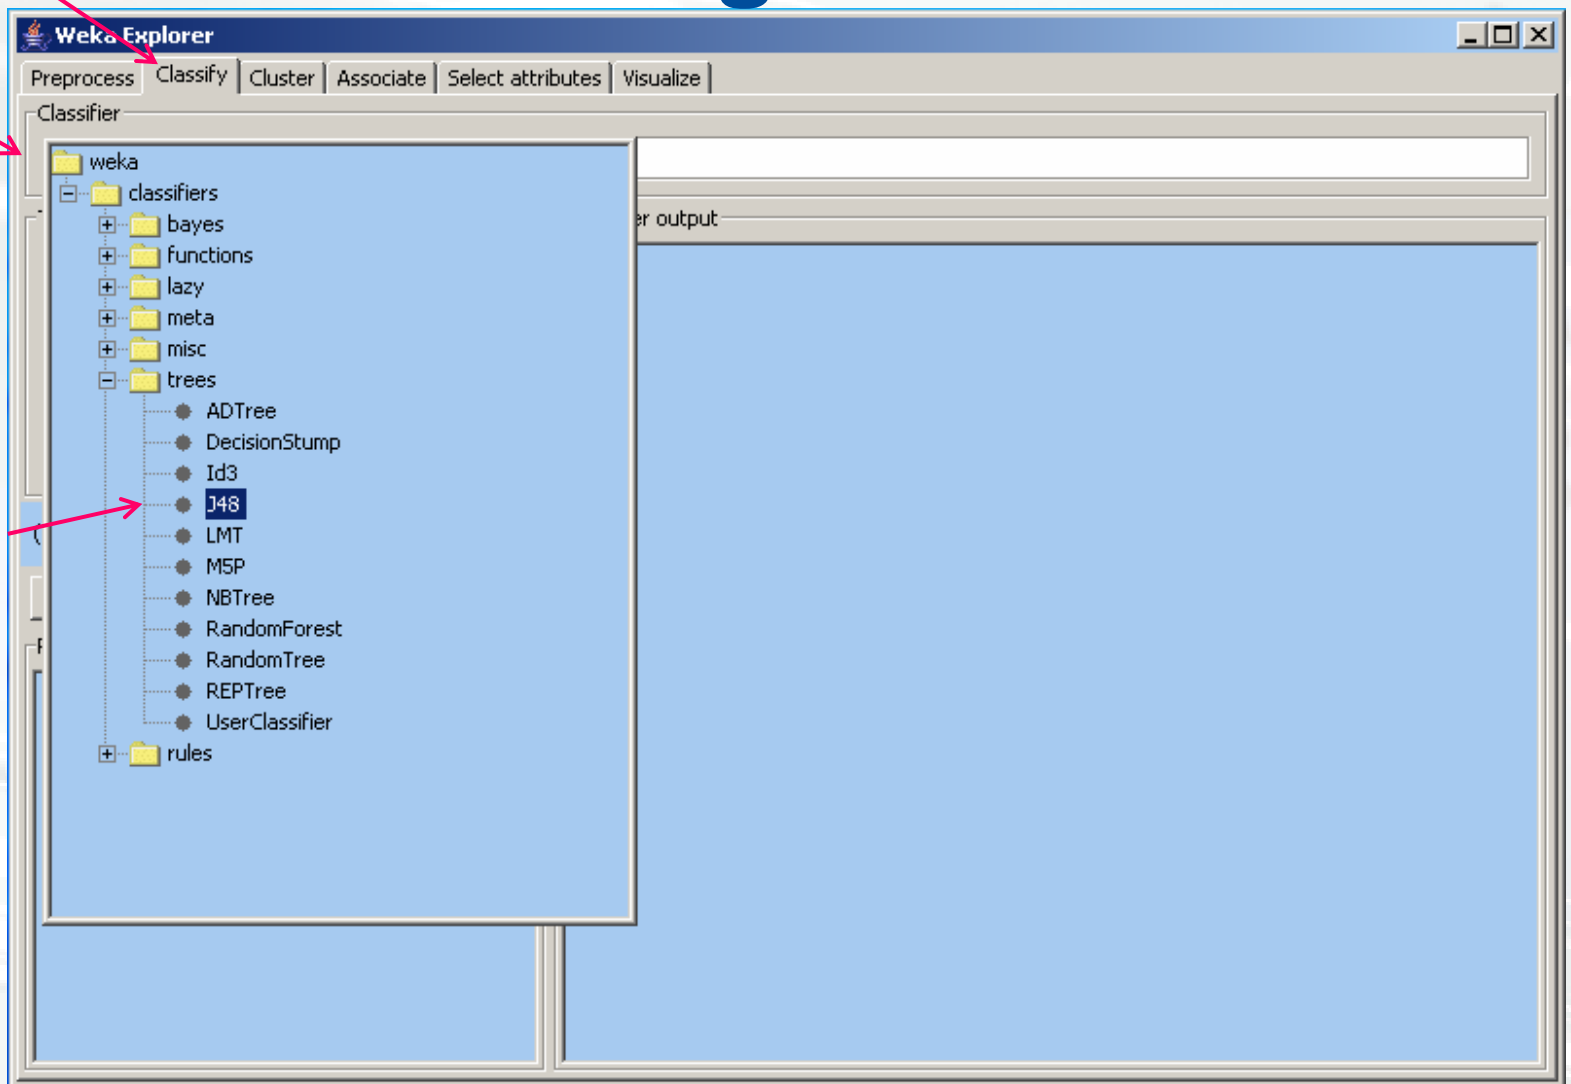 Weka Explorer
Preprocess Classify Cluster Associate Select attributes Visualize
Classifier
weka
classifiers
bayes
er output
functions
lazy
meta
misc
trees
ADTree
DecisionStump
Id3
J48
LMT
M5P
NBTree
RandomForest
RandomTree
REPTree
UserClassifier
rules